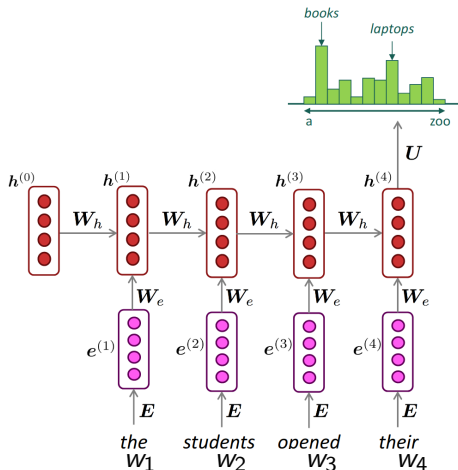 books
laptops
a zoo
U
h(0) h(1) h(2) h(3) h(4)
Wh Wh Wh Wh
We We We We
e(1) e(2) e(3) e(4)
E E E E
the students opened their
W1 W2 W3 W4